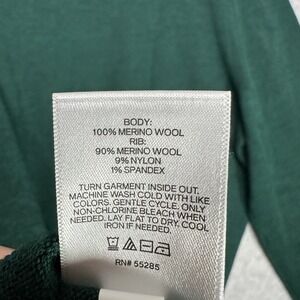 BODY:
100% MERINO WOOL
RIB:
90% MERINO WOOL
9% NYLON
1% SPANDEX
TURN GARMENT INSIDE OUT.
MACHINE WASH COLD WITH LIKE
COLORS. GENTLE CYCLE. ONLY
NON-CHLORINE BLEACH WHEN
NEEDED. LAY FLAT TO DRY. COOL
IRON IF NEEDED.
RN# 55285